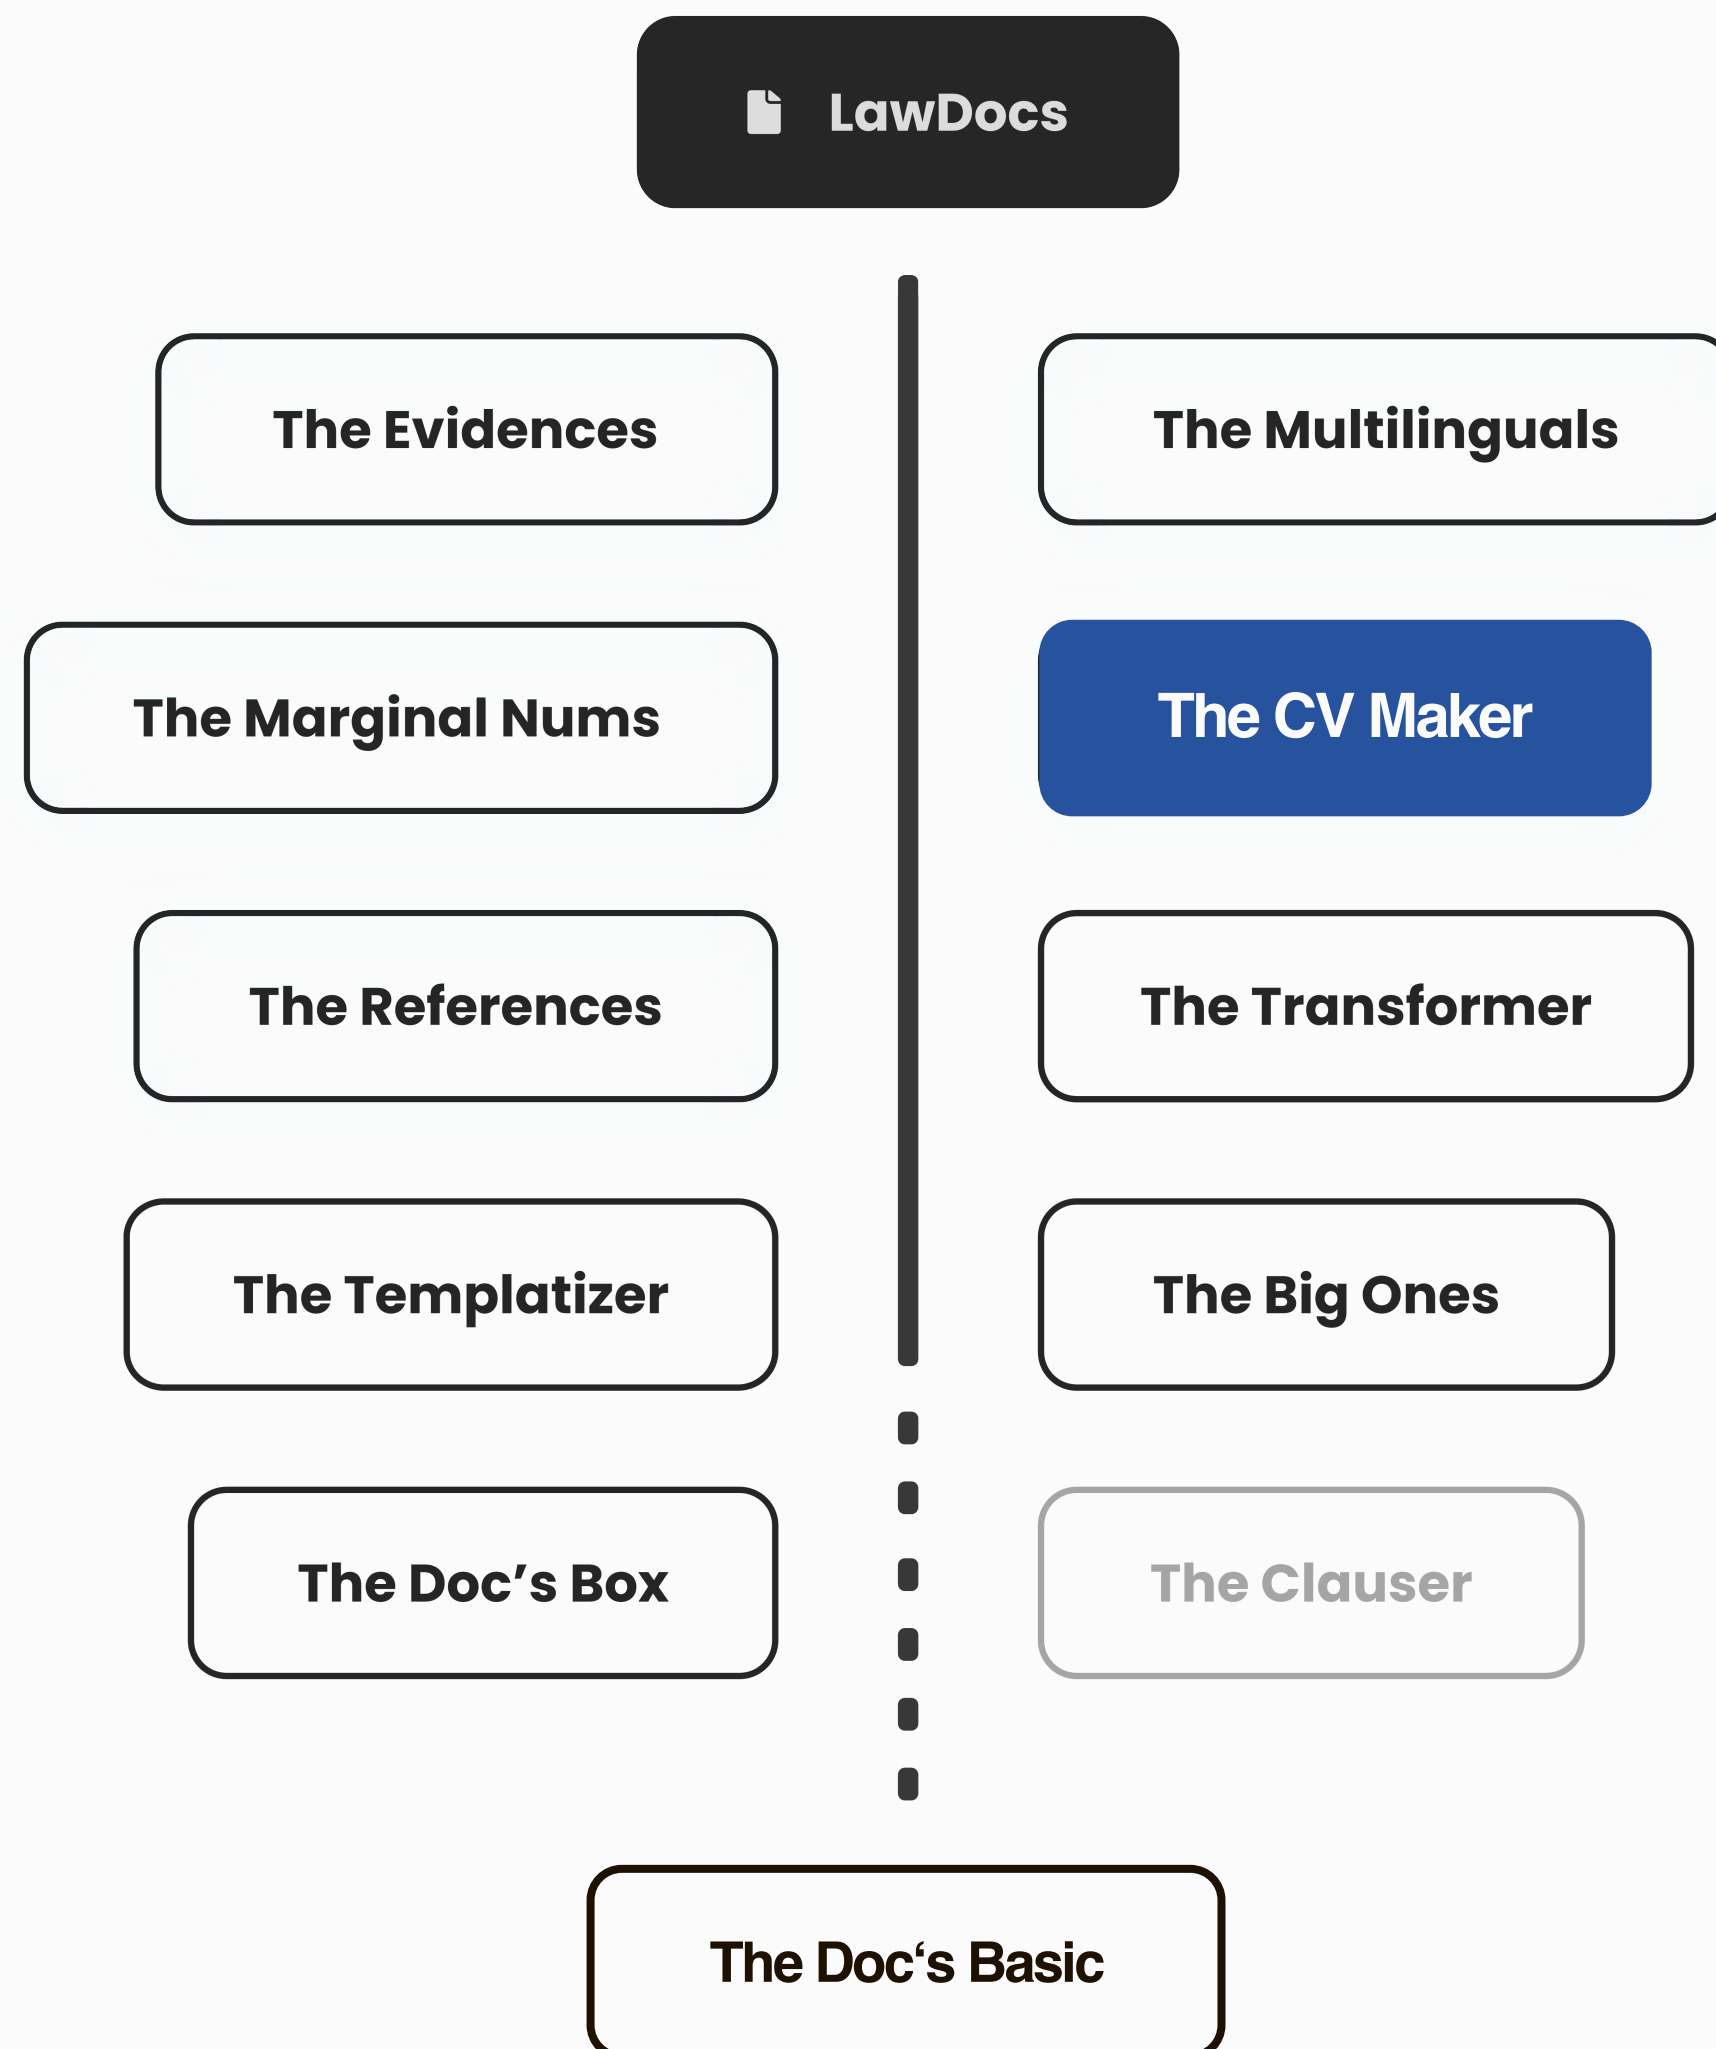 LawDocs
The Evidences
The Multilinguals
The Marginal Nums
The CV Maker
The References
The Transformer
The Templatizer
The Big Ones
The Doc’s Box
The Clauser
The Doc‘s Basic